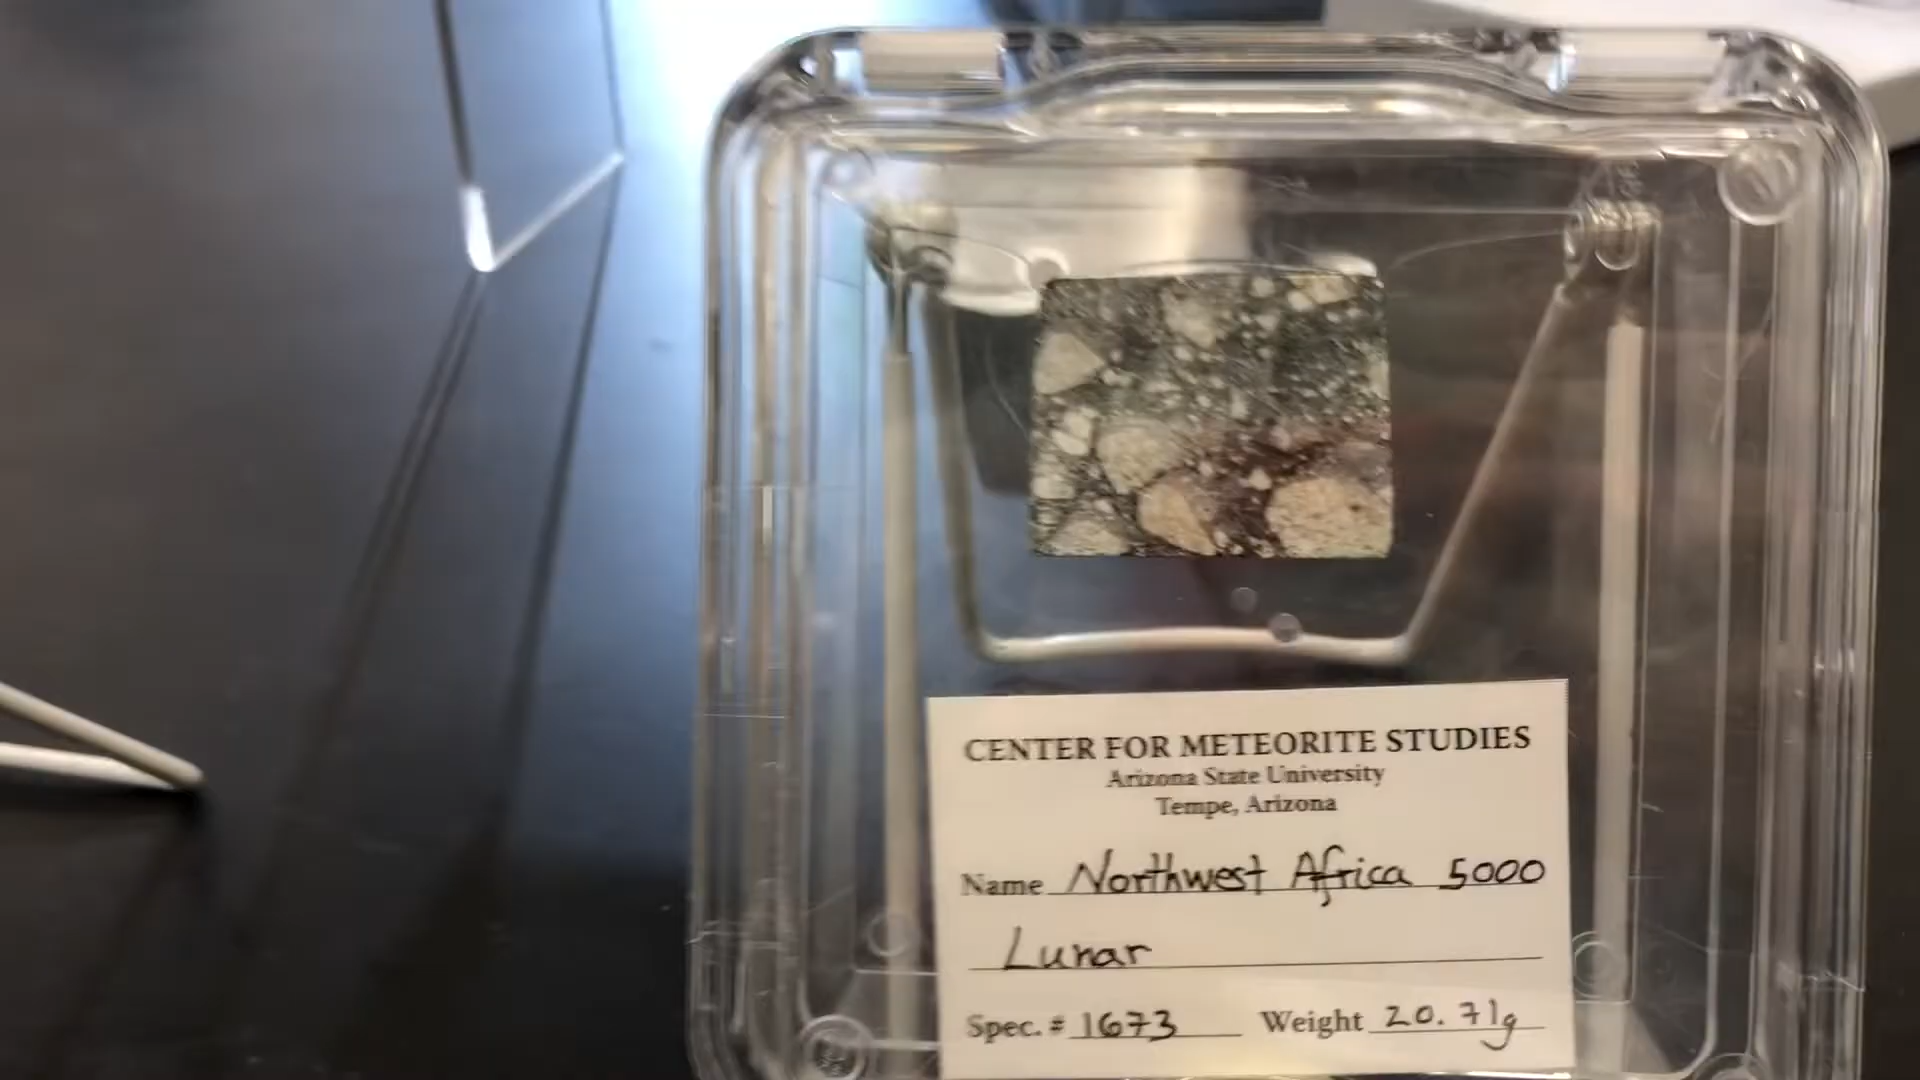 CENTER FOR METEORITE STUDIES
Arizona State University
Tempe, Arizona
Name Northwest Africa 5000
Lunar
Spec. # 1673 Weight 20.71g